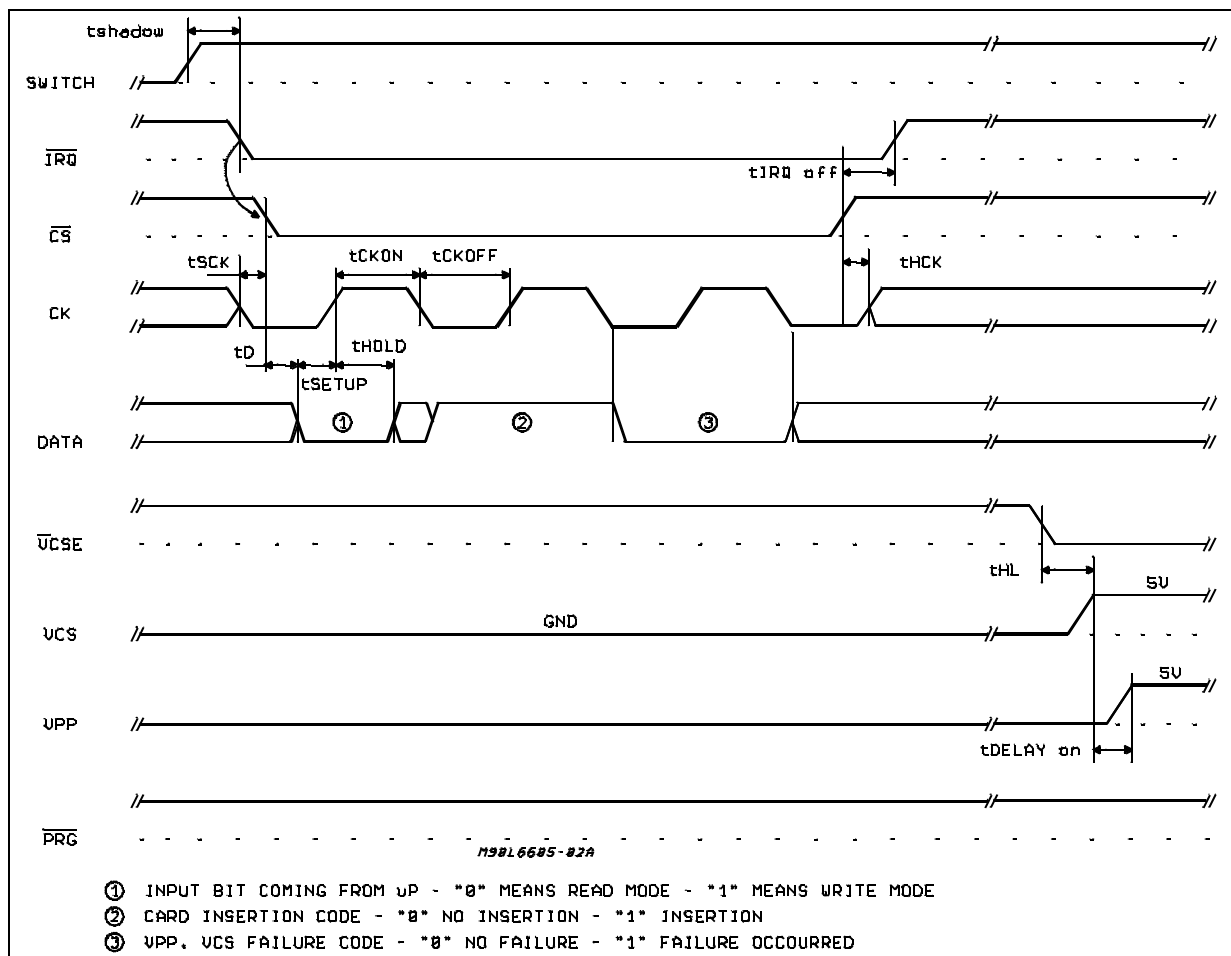 tshadow
SWITCH
IRQ
tIRQ off
CS
tSCK
tCKON
tCKOFF
tHCK
CK
tD
tHOLD
tSETUP
①
②
③
DATA
VCSE
tHL
5V
GND
VCS
5V
VPP
tDELAY on
PRG
M90L6605-02A
① INPUT BIT COMING FROM uP - "0" MEANS READ MODE - "1" MEANS WRITE MODE
② CARD INSERTION CODE - "0" NO INSERTION - "1" INSERTION
③ VPP. VCS FAILURE CODE - "0" NO FAILURE - "1" FAILURE OCCOURRED